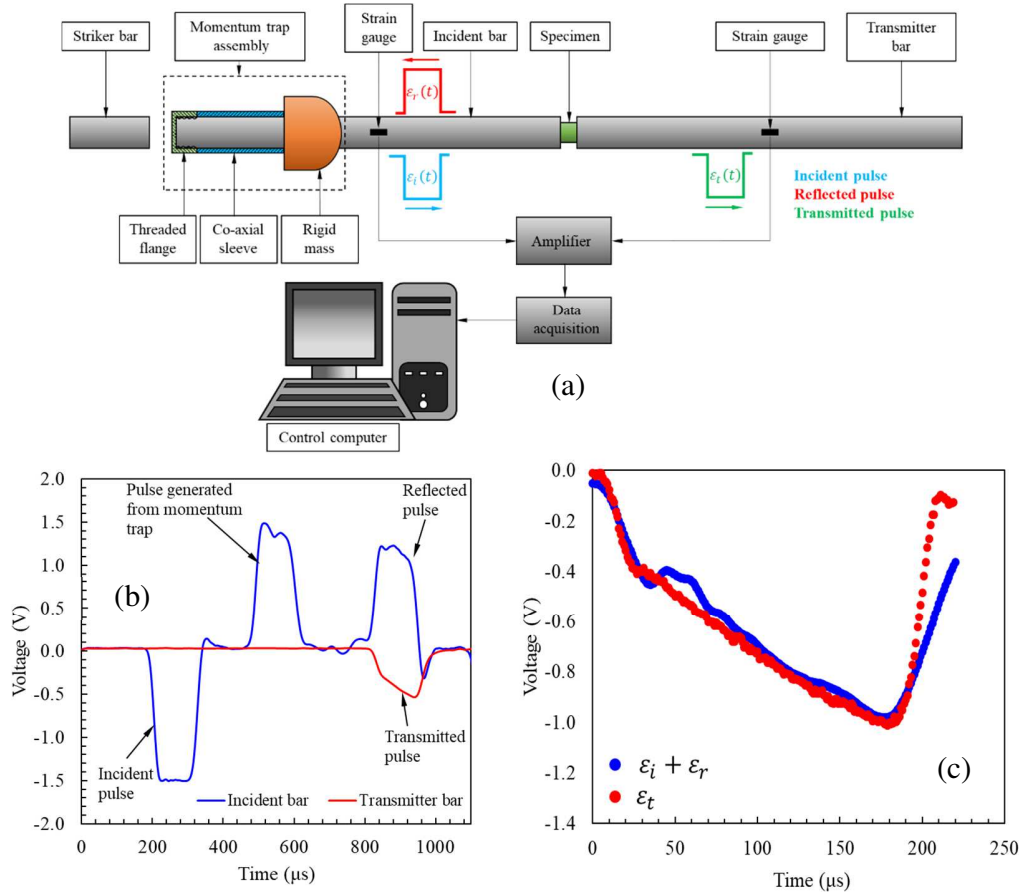 Striker bar
Momentum trap
assembly
Strain
gauge
Incident bar
Specimen
Strain gauge
Transmitter
bar
εr(t)
εi(t)
εt(t)
Incident pulse
Reflected pulse
Transmitted pulse
Threaded
flange
Co-axial
sleeve
Rigid
mass
Amplifier
Data
acquisition
Control computer
(a)
2.0
1.5
1.0
0.5
0.0
-0.5
-1.0
-1.5
-2.0
Voltage (V)
Pulse generated
from momentum
trap
Reflected
pulse
(b)
Incident
pulse
Transmitted
pulse
Incident bar
Transmitter bar
0 200 400 600 800 1000
Time (µs)
0.0
-0.2
-0.4
-0.6
-0.8
-1.0
-1.2
-1.4
Voltage (V)
εi + εr
εt
(c)
0 50 100 150 200 250
Time (µs)